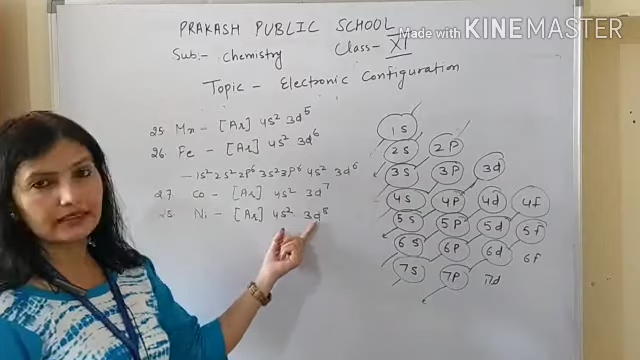 PRAKASH PUBLIC SCHOOL
Made with KINEMASTER
Sub:- Chemistry Class- XI
Topic - Electronic Configuration
25. Mn - [Ar] 4s² 3d⁵
26. Fe - [Ar] 4s² 3d⁶
- 1s² 2s² 2p⁶ 3s² 3p⁶ 4s² 3d⁶
27. Co - [Ar] 4s² 3d⁷
28. Ni - [Ar] 4s² 3d⁸
1s
2s 2p
3s 3p 3d
4s 4p 4d 4f
5s 5p 5d 5f
6s 6p 6d 6f
7s 7p 7d